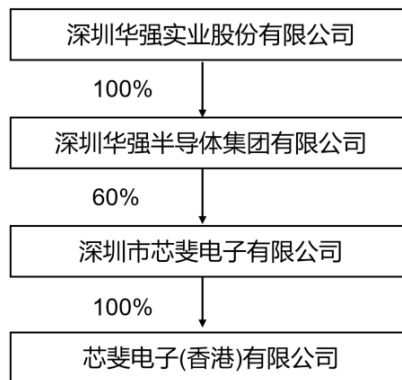 深圳华强实业股份有限公司
100%
深圳华强半导体集团有限公司
60%
深圳市芯斐电子有限公司
100%
芯斐电子(香港)有限公司